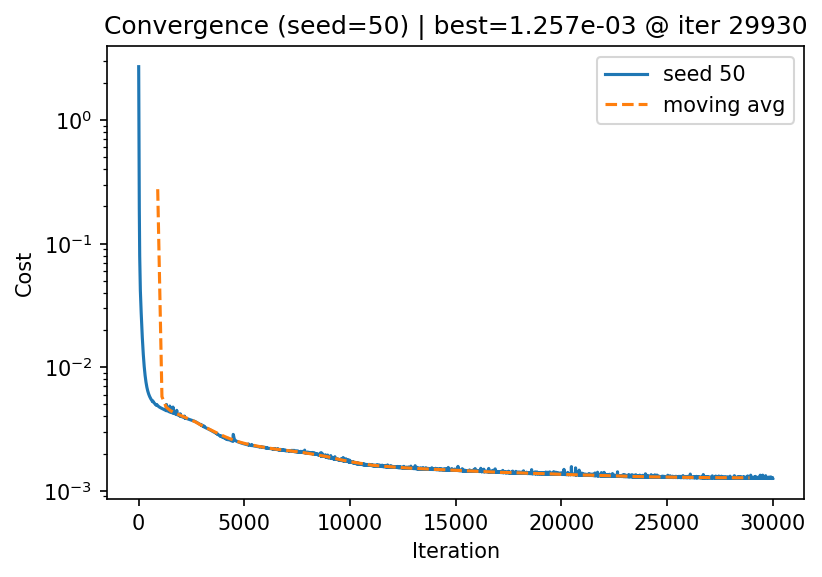 Convergence (seed=50) | best=1.257e-03 @ iter 29930
seed 50
moving avg
Cost
10⁰
10⁻¹
10⁻²
10⁻³
0 5000 10000 15000 20000 25000 30000
Iteration